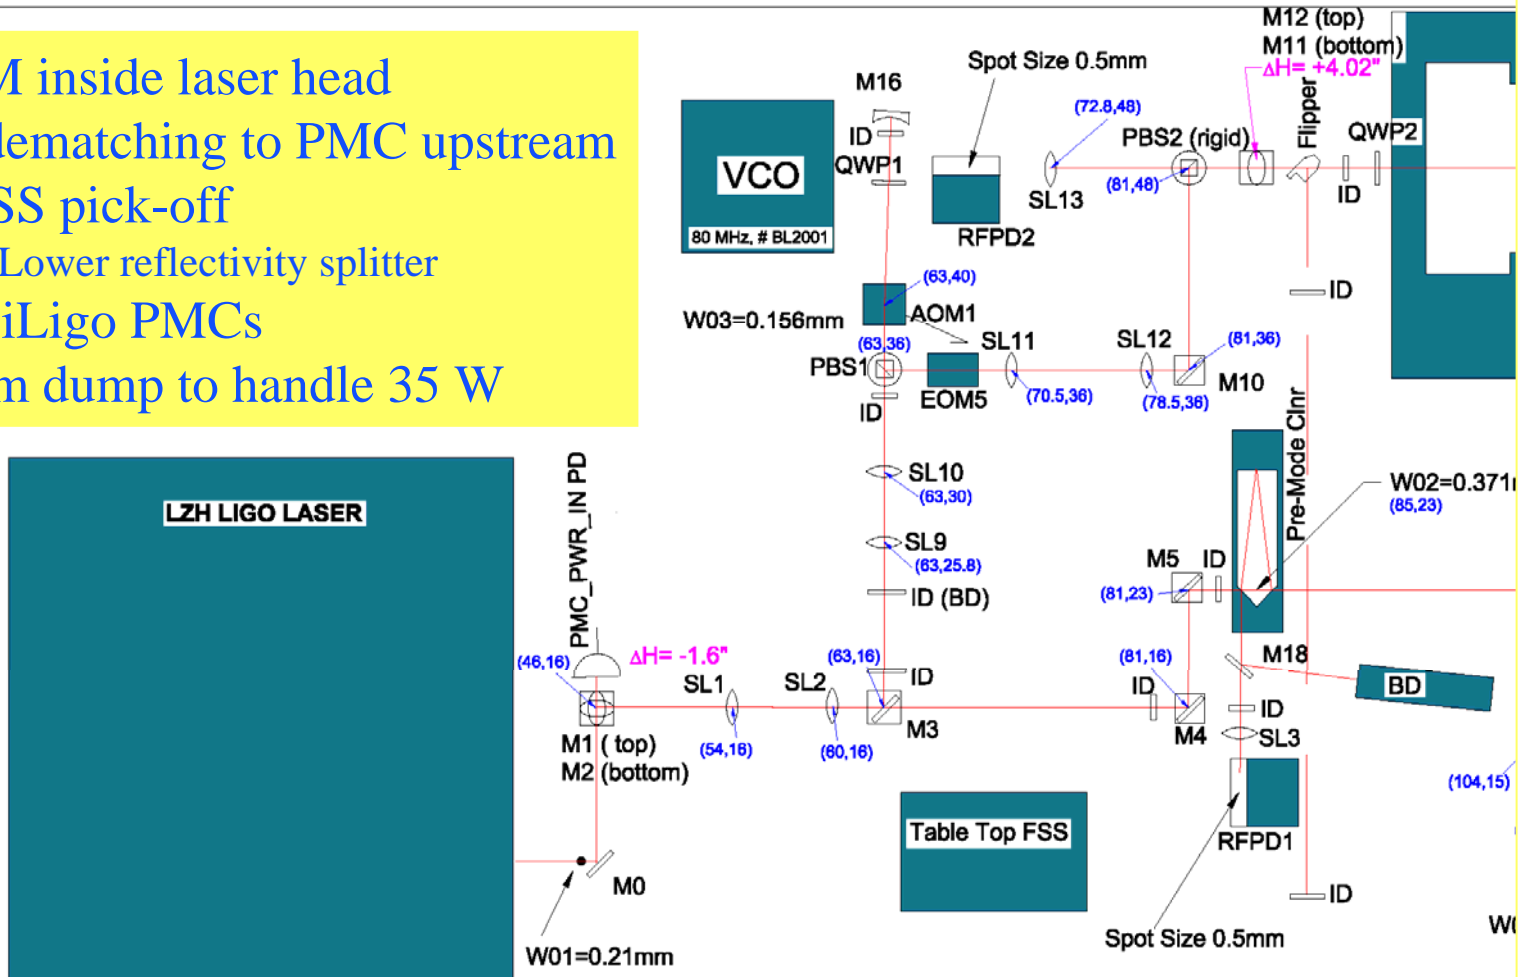 M inside laser head
dematching to PMC upstream
SS pick-off
Lower reflectivity splitter
iLigo PMCs
m dump to handle 35 W
M12 (top)
M11 (bottom)
ΔH= +4.02"
Spot Size 0.5mm
M16
(72.8,48)
ID
QWP1
VCO
80 MHz, # BL2001
PBS2 (rigid)
(81,48)
Flipper
QWP2
ID
SL13
RFPD2
(63,40)
AOM1
W03=0.156mm
(63,36)
PBS1
ID
EOM5
SL11
(70.5,36)
SL12
(78.5,36)
(81,36)
M10
ID
SL10
(63,30)
SL9
(63,25.8)
ID (BD)
Pre-Mode Clnr
W02=0.371
(85,23)
M5
ID
(81,23)
LZH LIGO LASER
PMC_PWR_IN PD
(46,16)
ΔH= -1.6"
M1 ( top)
M2 (bottom)
SL1
(54,16)
SL2
(60,16)
(63,16)
ID
M3
(81,16)
ID
M4
M18
BD
ID
SL3
RFPD1
(104,15)
Table Top FSS
M0
W01=0.21mm
Spot Size 0.5mm
ID
W